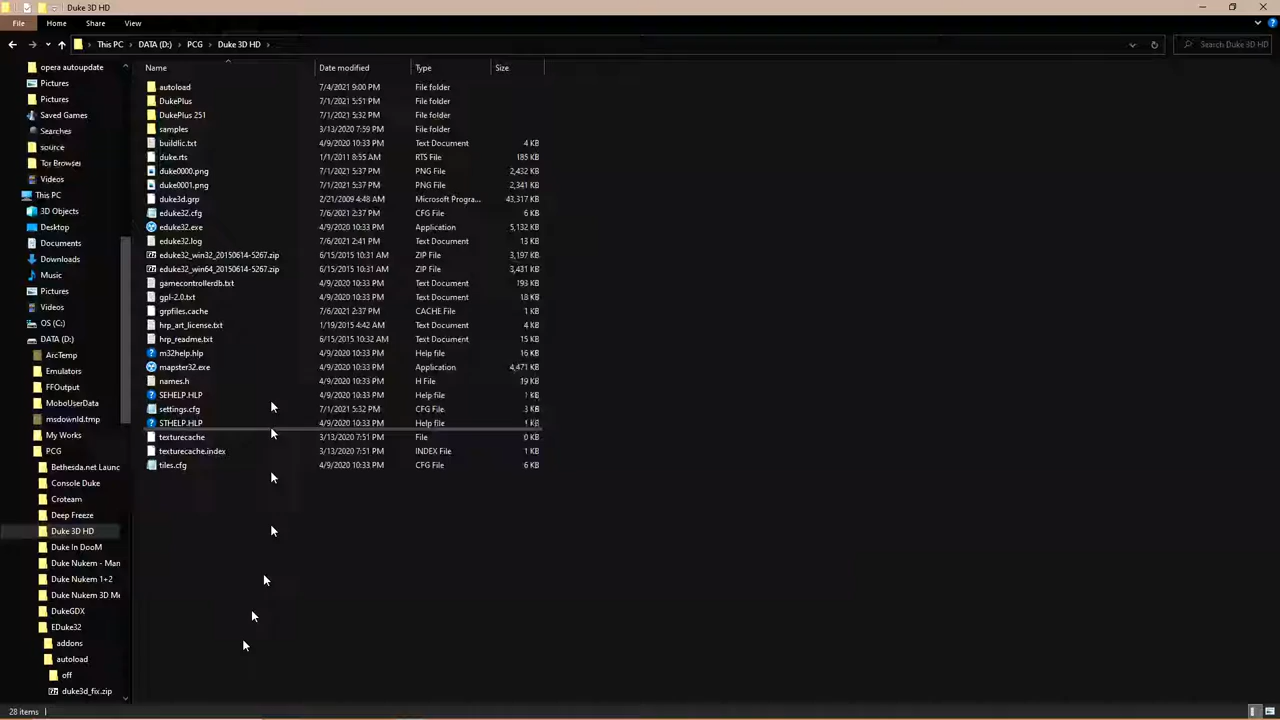 Duke 3D HD
File Home Share View
This PC DATA (D:) PCG Duke 3D HD
Search Duke 3D HD
Name Date modified Type Size
opera autoupdate
Pictures
Pictures
Saved Games
Searches
source
Tor Browser
Videos
This PC
3D Objects
Desktop
Documents
Downloads
Music
Pictures
Videos
OS (C:)
DATA (D:)
ArcTemp
Emulators
FFOutput
MoboUserData
msdownld.tmp
My Works
PCG
Bethesda.net Launc
Console Duke
Croteam
Deep Freeze
Duke 3D HD
Duke In DooM
Duke Nukem - Man
Duke Nukem 1+2
Duke Nukem 3D Me
DukeGDX
EDuke32
addons
autoload
off
duke3d_fix.zip
autoload 7/4/2021 9:00 PM File folder
DukePlus 7/1/2021 5:51 PM File folder
DukePlus 251 7/1/2021 5:32 PM File folder
samples 3/13/2020 7:59 PM File folder
buildlic.txt 4/9/2020 10:33 PM Text Document 4 KB
duke.rts 1/1/2011 8:55 AM RTS File 185 KB
duke0000.png 7/1/2021 5:37 PM PNG File 2,432 KB
duke0001.png 7/1/2021 5:37 PM PNG File 2,341 KB
duke3d.grp 2/21/2009 4:48 AM Microsoft Progra... 43,317 KB
eduke32.cfg 7/6/2021 2:37 PM CFG File 6 KB
eduke32.exe 4/9/2020 10:33 PM Application 5,132 KB
eduke32.log 7/6/2021 2:41 PM Text Document 13 KB
eduke32_win32_20150614-5267.zip 6/15/2015 10:31 AM ZIP File 3,197 KB
eduke32_win64_20150614-5267.zip 6/15/2015 10:31 AM ZIP File 3,431 KB
gamecontrollerdb.txt 4/9/2020 10:33 PM Text Document 193 KB
gpl-2.0.txt 4/9/2020 10:33 PM Text Document 18 KB
grpfiles.cache 7/6/2021 2:37 PM CACHE File 1 KB
hrp_art_license.txt 1/19/2015 4:42 AM Text Document 4 KB
hrp_readme.txt 6/15/2015 10:32 AM Text Document 15 KB
m32help.hlp 4/9/2020 10:33 PM Help file 16 KB
mapster32.exe 4/9/2020 10:33 PM Application 4,471 KB
names.h 4/9/2020 10:33 PM H File 19 KB
SEHELP.HLP 4/9/2020 10:33 PM Help file 1 KB
settings.cfg 7/1/2021 5:32 PM CFG File 3 KB
STHELP.HLP 4/9/2020 10:33 PM Help file 1 KB
texturecache 3/13/2020 7:51 PM File 0 KB
texturecache.index 3/13/2020 7:51 PM INDEX File 1 KB
tiles.cfg 4/9/2020 10:33 PM CFG File 6 KB
28 items